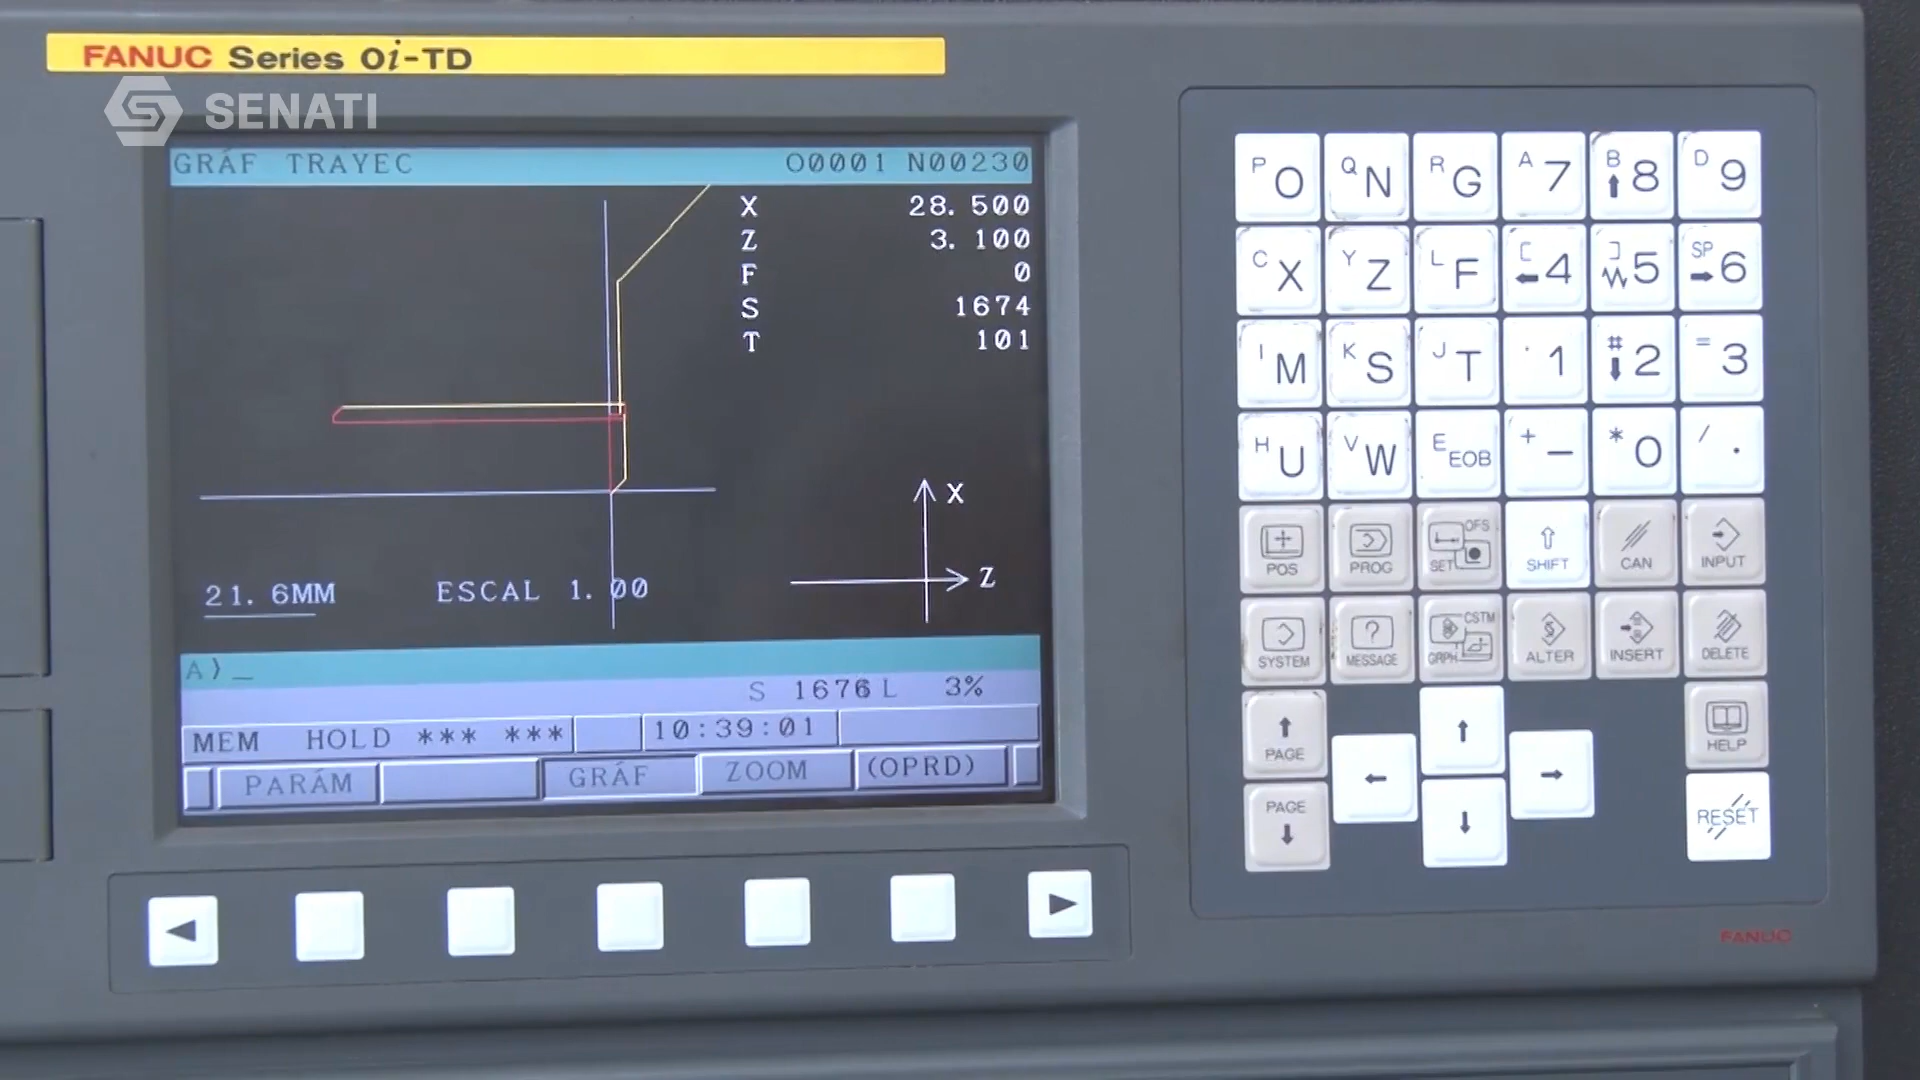 FANUC Series 0i-TD
SENATI
GRÁF TRAYEC O0001 N00230
X 28.500
Z 3.100
F 0
S 1674
T 101
X
Z
21.6MM ESCAL 1.00
A)_
S 1676 L 3%
MEM HOLD *** *** 10:39:01
PARÁM GRÁF ZOOM (OPRD)
P O Q N R G A 7 B 8 D 9
C X Y Z L F [ 4 ] 5 SP 6
I M K S J T , 1 # 2 = 3
H U V W E EOB + - * 0 / .
POS PROG OFS SET SHIFT CAN INPUT
SYSTEM MESSAGE CSTM GRPH ALTER INSERT DELETE
PAGE HELP
PAGE RESET
FANUC